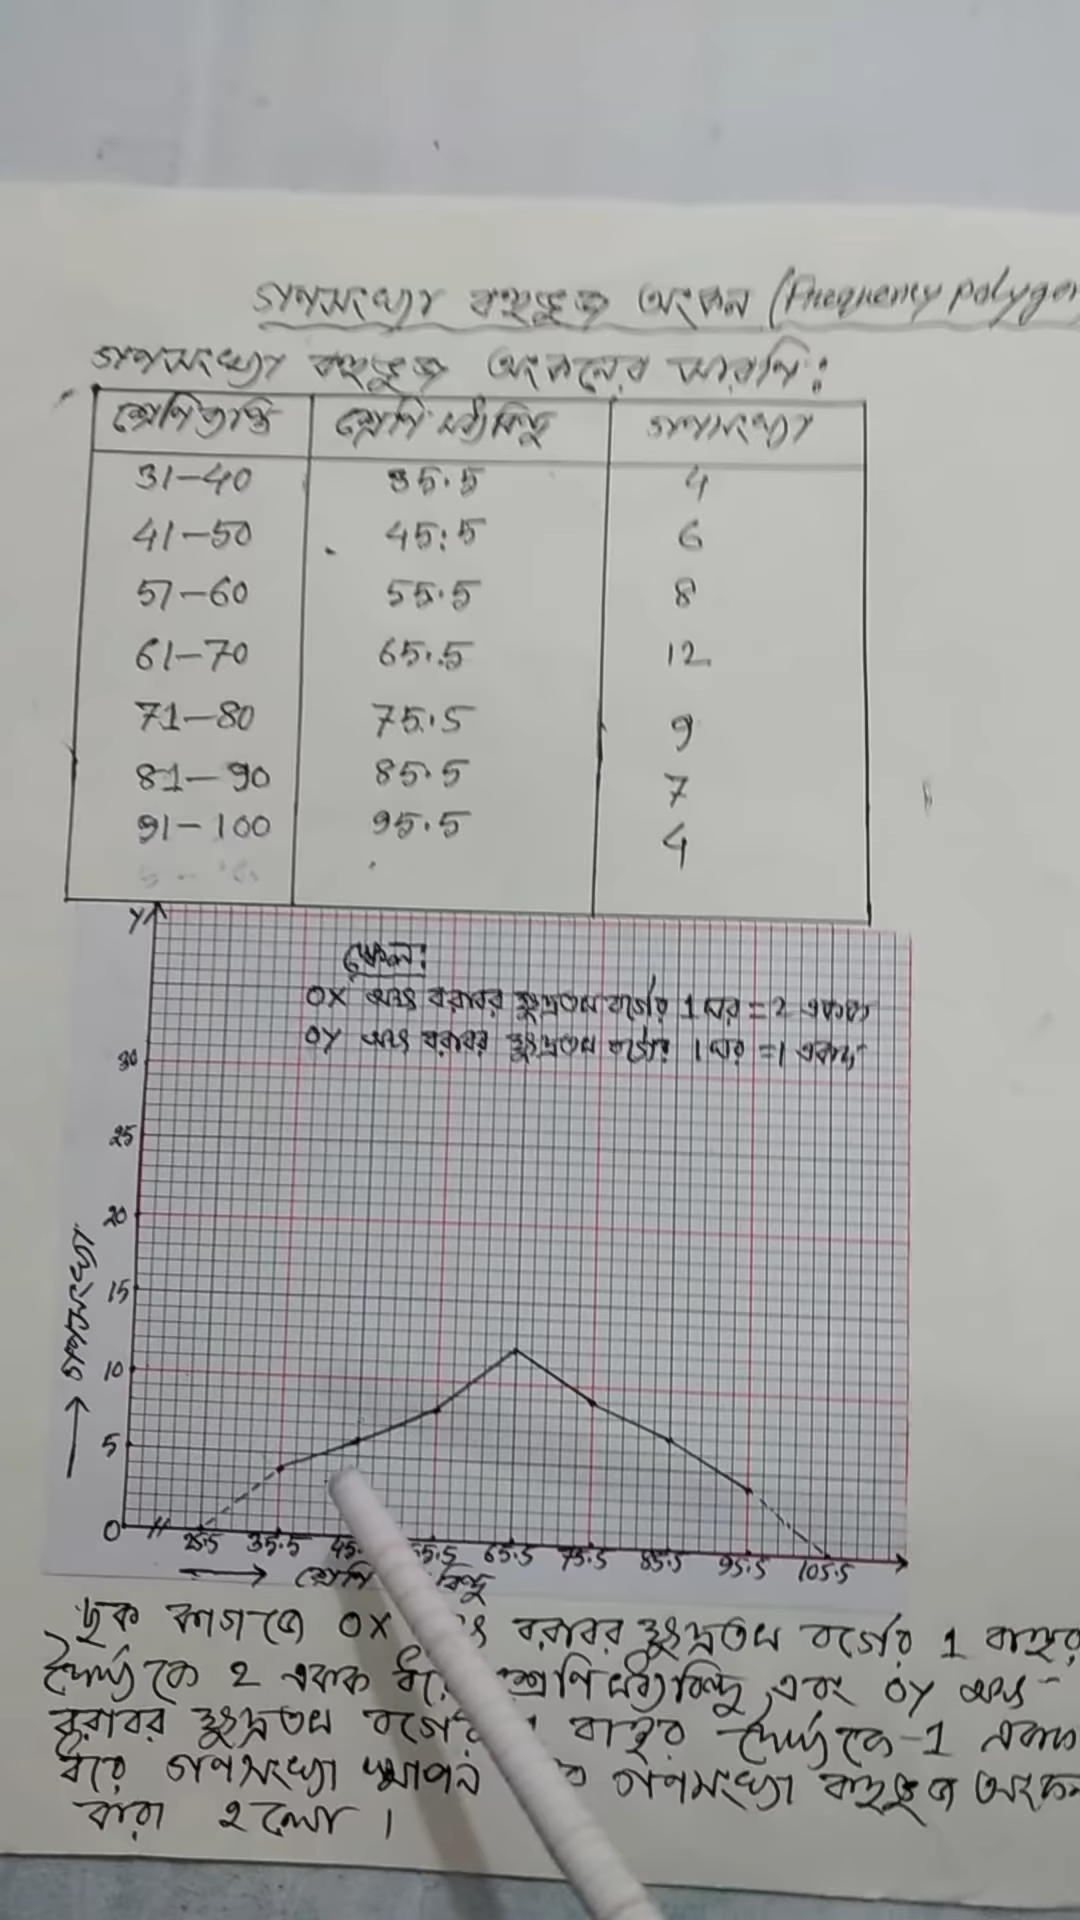 গণসংখ্যা বহুভুজ অংকন (Frequency polygon
গণসংখ্যা বহুভুজ অংকনের সারণি:
শ্রেণিব্যাপ্তি শ্রেণি মধ্যবিন্দু গণসংখ্যা
31-40 35.5 4
41-50 45.5 6
51-60 55.5 8
61-70 65.5 12
71-80 75.5 9
81-90 85.5 7
91-100 95.5 4
Y
স্কেল:
OX অক্ষ বরাবর ক্ষুদ্রতম বর্গের 1 ঘর = 2 একক
OY অক্ষ বরাবর ক্ষুদ্রতম বর্গের 1 ঘর = 1 একক
30
25
20
15
10
5
0
গণসংখ্যা
25.5 35.5 45. 55.5 65.5 75.5 85.5 95.5 105.5
শ্রেণি বিন্দু
ছক কাগজে OX বরাবর ক্ষুদ্রতম বর্গের 1 বাহুর
দৈর্ঘ্যকে 2 একক ধরে শ্রেণি মধ্যবিন্দু এবং OY অক্ষ
বরাবর ক্ষুদ্রতম বর্গের বাহুর দৈর্ঘ্যকে 1 একক
ধরে গণসংখ্যা স্থাপন গণসংখ্যা বহুভুজ অংকন
করা হলো।